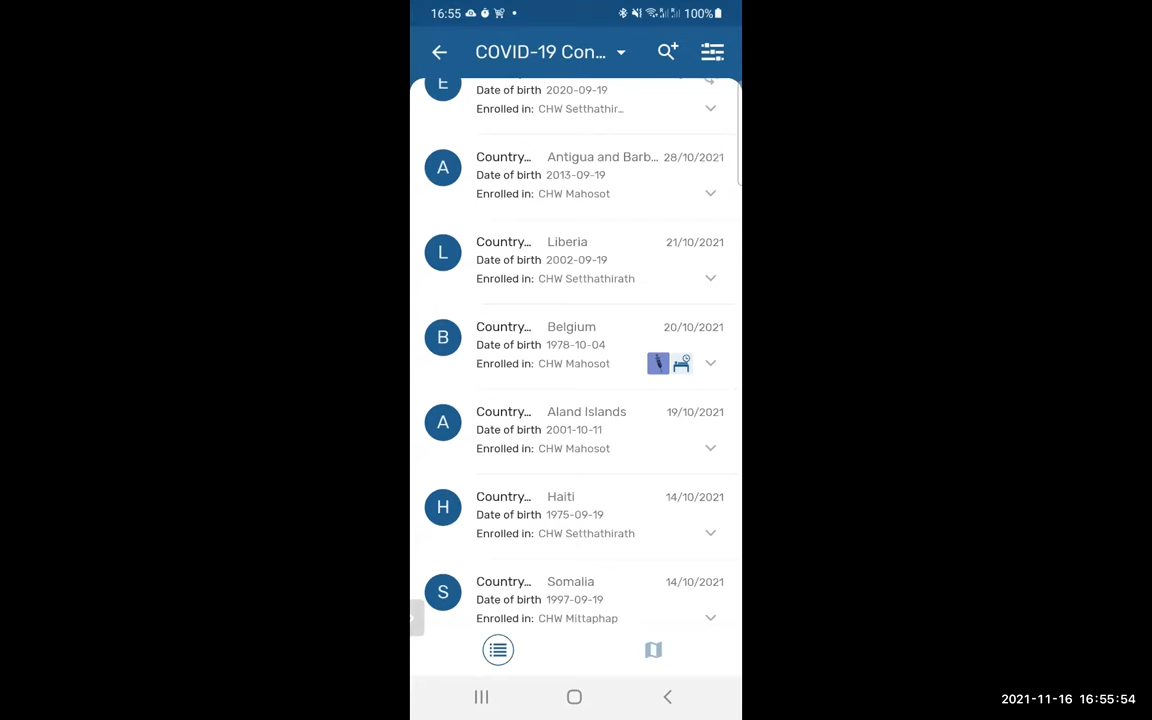 16:55 100%
COVID-19 Con...
E
Date of birth 2020-09-19
Enrolled in: CHW Setthathir...
A
Country... Antigua and Barb... 28/10/2021
Date of birth 2013-09-19
Enrolled in: CHW Mahosot
L
Country... Liberia 21/10/2021
Date of birth 2002-09-19
Enrolled in: CHW Setthathirath
B
Country... Belgium 20/10/2021
Date of birth 1978-10-04
Enrolled in: CHW Mahosot
A
Country... Aland Islands 19/10/2021
Date of birth 2001-10-11
Enrolled in: CHW Mahosot
H
Country... Haiti 14/10/2021
Date of birth 1975-09-19
Enrolled in: CHW Setthathirath
S
Country... Somalia 14/10/2021
Date of birth 1997-09-19
Enrolled in: CHW Mittaphap
2021-11-16 16:55:54